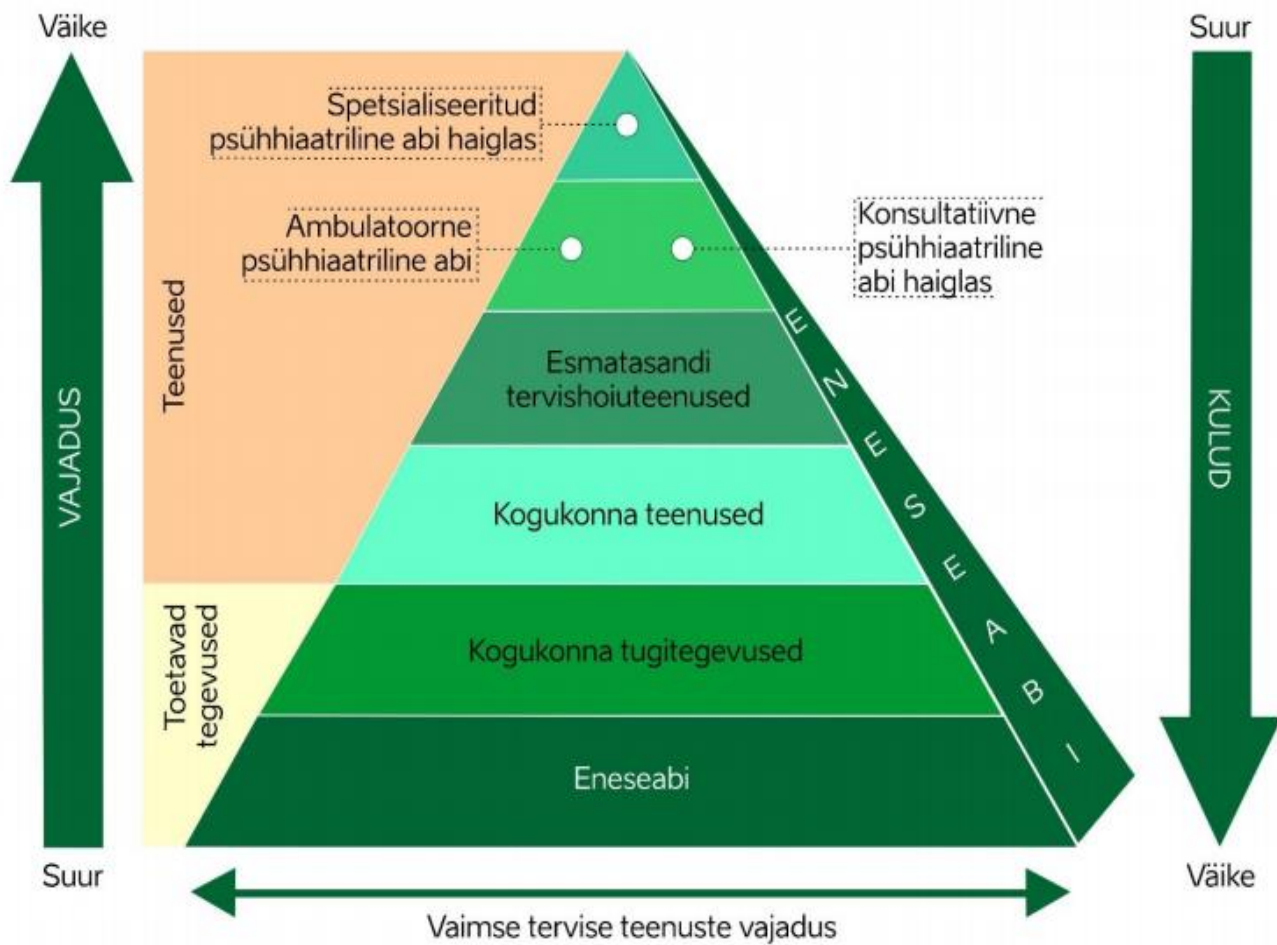 Väike
Suur
Spetsialiseeritud
psühhiaatriline abi haiglas
Ambulatoorne
psühhiaatriline abi
Konsultatiivne
psühhiaatriline
abi haiglas
Teenused
VAJADUS
KULUD
ENESEABI
Esmatasandi
tervishoiuteenused
Kogukonna teenused
Toetavad
tegevused
Kogukonna tugitegevused
Eneseabi
Suur
Väike
Vaimse tervise teenuste vajadus